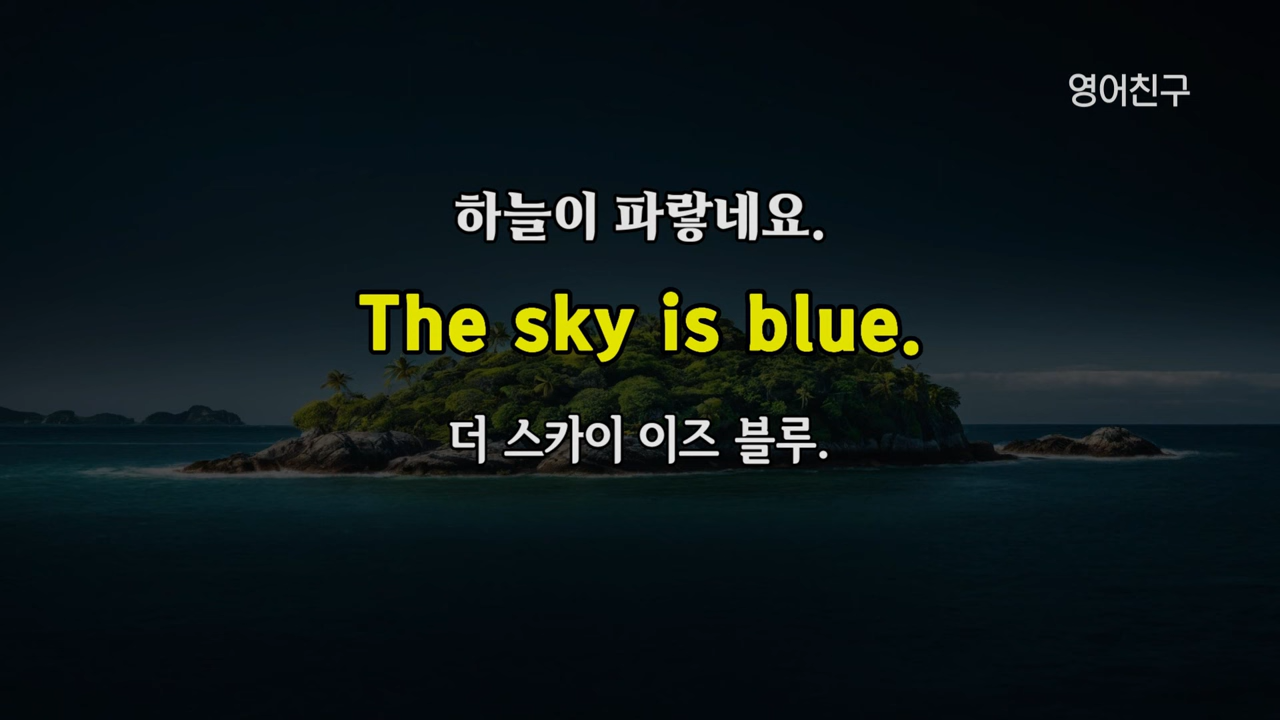 영어친구
하늘이 파랗네요.
The sky is blue.
더 스카이 이즈 블루.